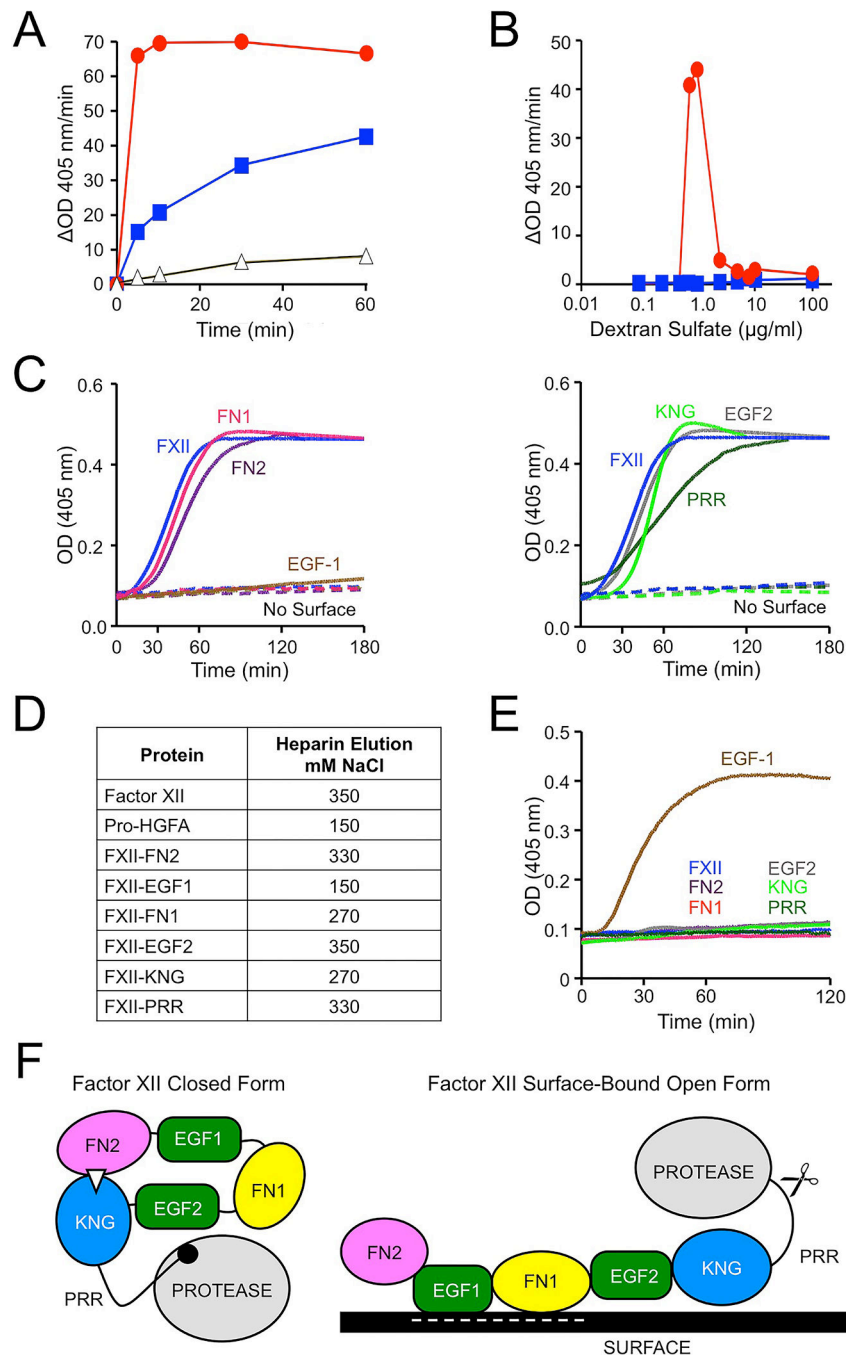 A
ΔOD 405 nm/min
70
60
50
40
30
20
10
0
0 20 40 60
Time (min)
B
ΔOD 405 nm/min
50
40
30
20
10
0
0.01 0.1 1.0 10 100
Dextran Sulfate (µg/ml)
C
OD (405 nm)
0.6
0.4
0.2
0.0
FXII
FN1
FN2
EGF-1
No Surface
0 30 60 120 180
Time (min)
OD (405 nm)
0.6
0.4
0.2
0.0
KNG
EGF2
FXII
PRR
No Surface
0 30 60 120 180
Time (min)
D
Protein Heparin Elution
mM NaCl
Factor XII 350
Pro-HGFA 150
FXII-FN2 330
FXII-EGF1 150
FXII-FN1 270
FXII-EGF2 350
FXII-KNG 270
FXII-PRR 330
E
OD (405 nm)
0.5
0.4
0.3
0.2
0.1
0
EGF-1
FXII EGF2
FN2 KNG
FN1 PRR
0 30 60 120
Time (min)
F
Factor XII Closed Form
FN2
EGF1
FN1
KNG
EGF2
PRR
PROTEASE
Factor XII Surface-Bound Open Form
PROTEASE
FN2
EGF1
FN1
EGF2
KNG
PRR
SURFACE